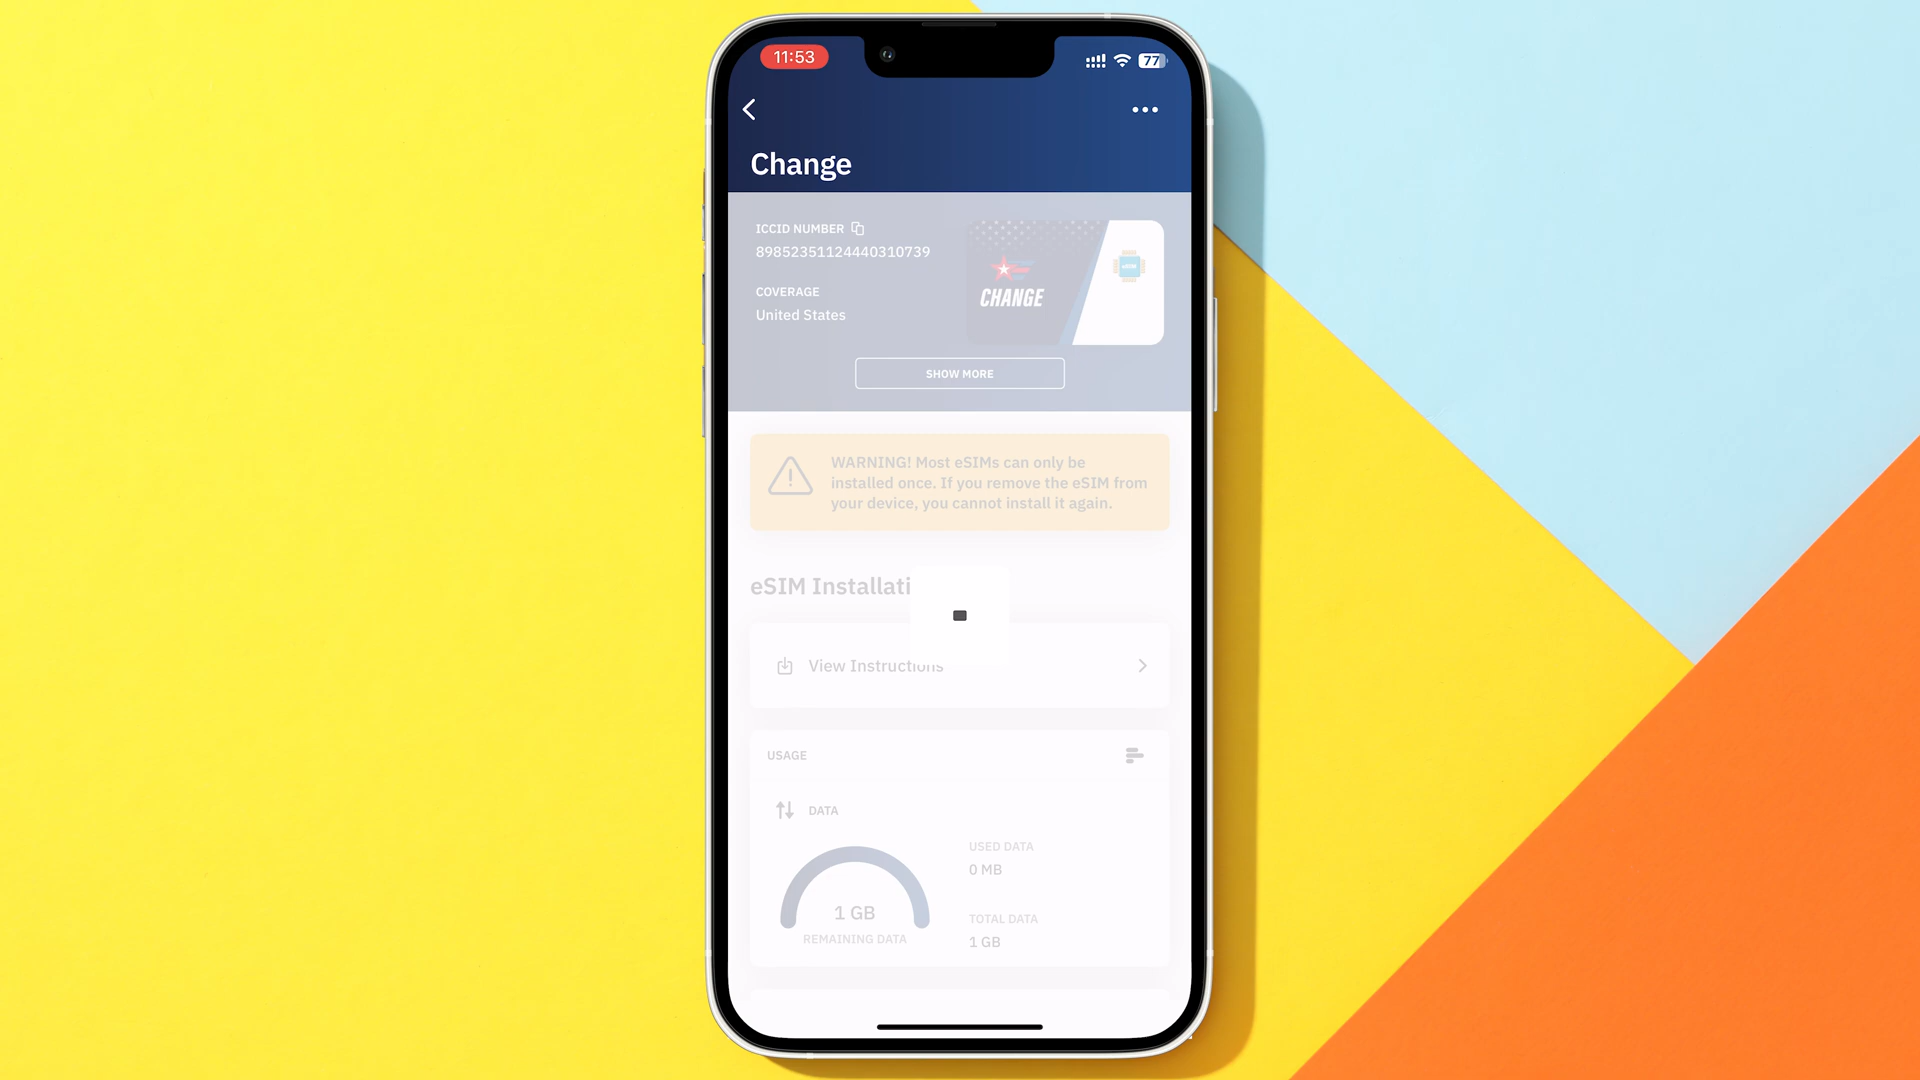 11:53
77
Change
ICCID NUMBER
89852351124440310739
COVERAGE
United States
CHANGE
eSIM
SHOW MORE
WARNING! Most eSIMs can only be
installed once. If you remove the eSIM from
your device, you cannot install it again.
eSIM Installati
View Instructions
USAGE
DATA
USED DATA
0 MB
1 GB
REMAINING DATA
TOTAL DATA
1 GB